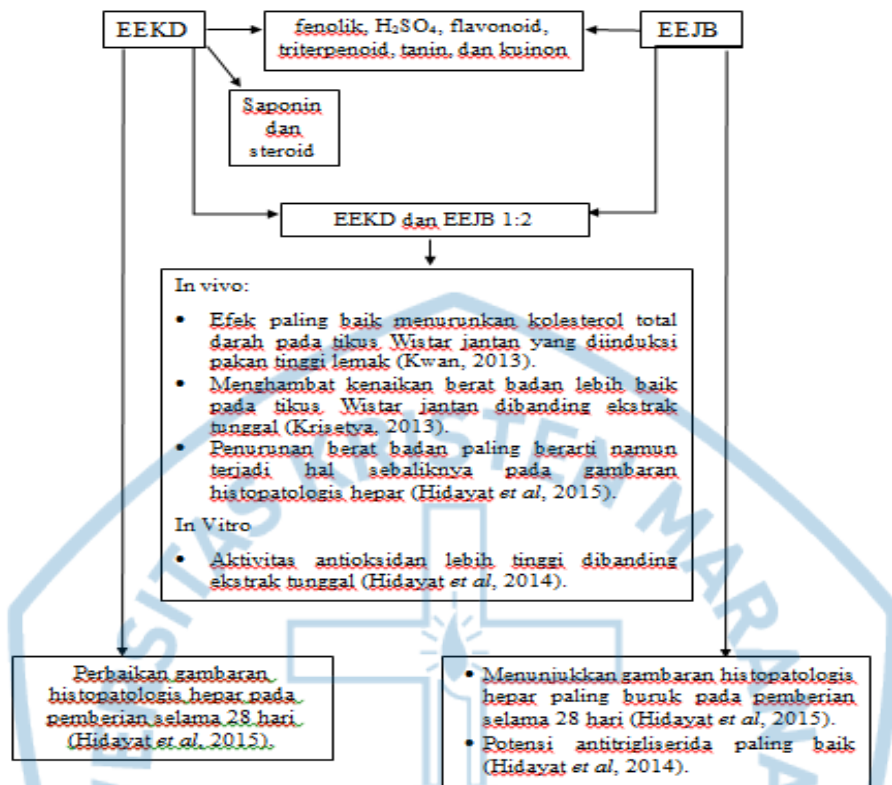 EEKD
fenolik, H₂SO₄, flavonoid,
triterpenoid, tanin, dan kuinon
EEJB
Saponin
dan
steroid
EEKD dan EEJB 1:2
In vivo:
• Efek paling baik menurunkan kolesterol total
darah pada tikus Wistar jantan yang diinduksi
pakan tinggi lemak (Kwan, 2013).
• Menghambat kenaikan berat badan lebih baik
pada tikus Wistar jantan dibanding ekstrak
tunggal (Krisetya, 2013).
• Penurunan berat badan paling berarti namun
terjadi hal sebaliknya pada gambaran
histopatologis hepar (Hidayat et al, 2015).
In Vitro
• Aktivitas antioksidan lebih tinggi dibanding
ekstrak tunggal (Hidayat et al, 2014).
Perbaikan gambaran
histopatologis hepar pada
pemberian selama 28 hari
(Hidayat et al, 2015).
• Menunjukkan gambaran histopatologis
hepar paling buruk pada pemberian
selama 28 hari (Hidayat et al, 2015).
• Potensi antitrigliserida paling baik
(Hidayat et al, 2014).